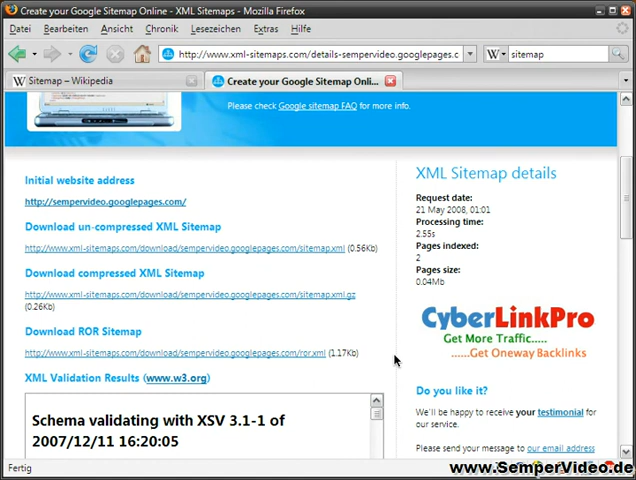 Create your Google Sitemap Online - XML Sitemaps - Mozilla Firefox
Datei Bearbeiten Ansicht Chronik Lesezeichen Extras Hilfe
http://www.xml-sitemaps.com/details-sempervideo.googlepages.c
W sitemap
W Sitemap – Wikipedia
Create your Google Sitemap Onli...
Please check Google sitemap FAQ for more info.
Initial website address
http://sempervideo.googlepages.com/
Download un-compressed XML Sitemap
http://www.xml-sitemaps.com/download/sempervideo.googlepages.com/sitemap.xml (0.56Kb)
Download compressed XML Sitemap
http://www.xml-sitemaps.com/download/sempervideo.googlepages.com/sitemap.xml.gz
(0.26Kb)
Download ROR Sitemap
http://www.xml-sitemaps.com/download/sempervideo.googlepages.com/ror.xml (1.17Kb)
XML Validation Results (www.w3.org)
Schema validating with XSV 3.1-1 of
2007/12/11 16:20:05
XML Sitemap details
Request date:
21 May 2008, 01:01
Processing time:
2.55s
Pages indexed:
2
Pages size:
0.04Mb
CyberLinkPro
Get More Traffic.....
......Get Oneway Backlinks
Do you like it?
We'll be happy to receive your testimonial for
our service.
Please send your message to our email address
Fertig
www.SemperVideo.de